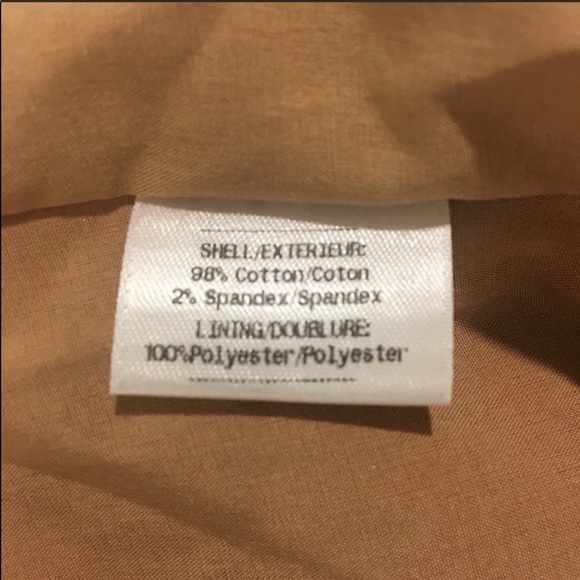 SHELL/EXTERIEUR:
98% Cotton/Coton
2% Spandex/Spandex
LINING/DOUBLURE:
100%Polyester/Polyester